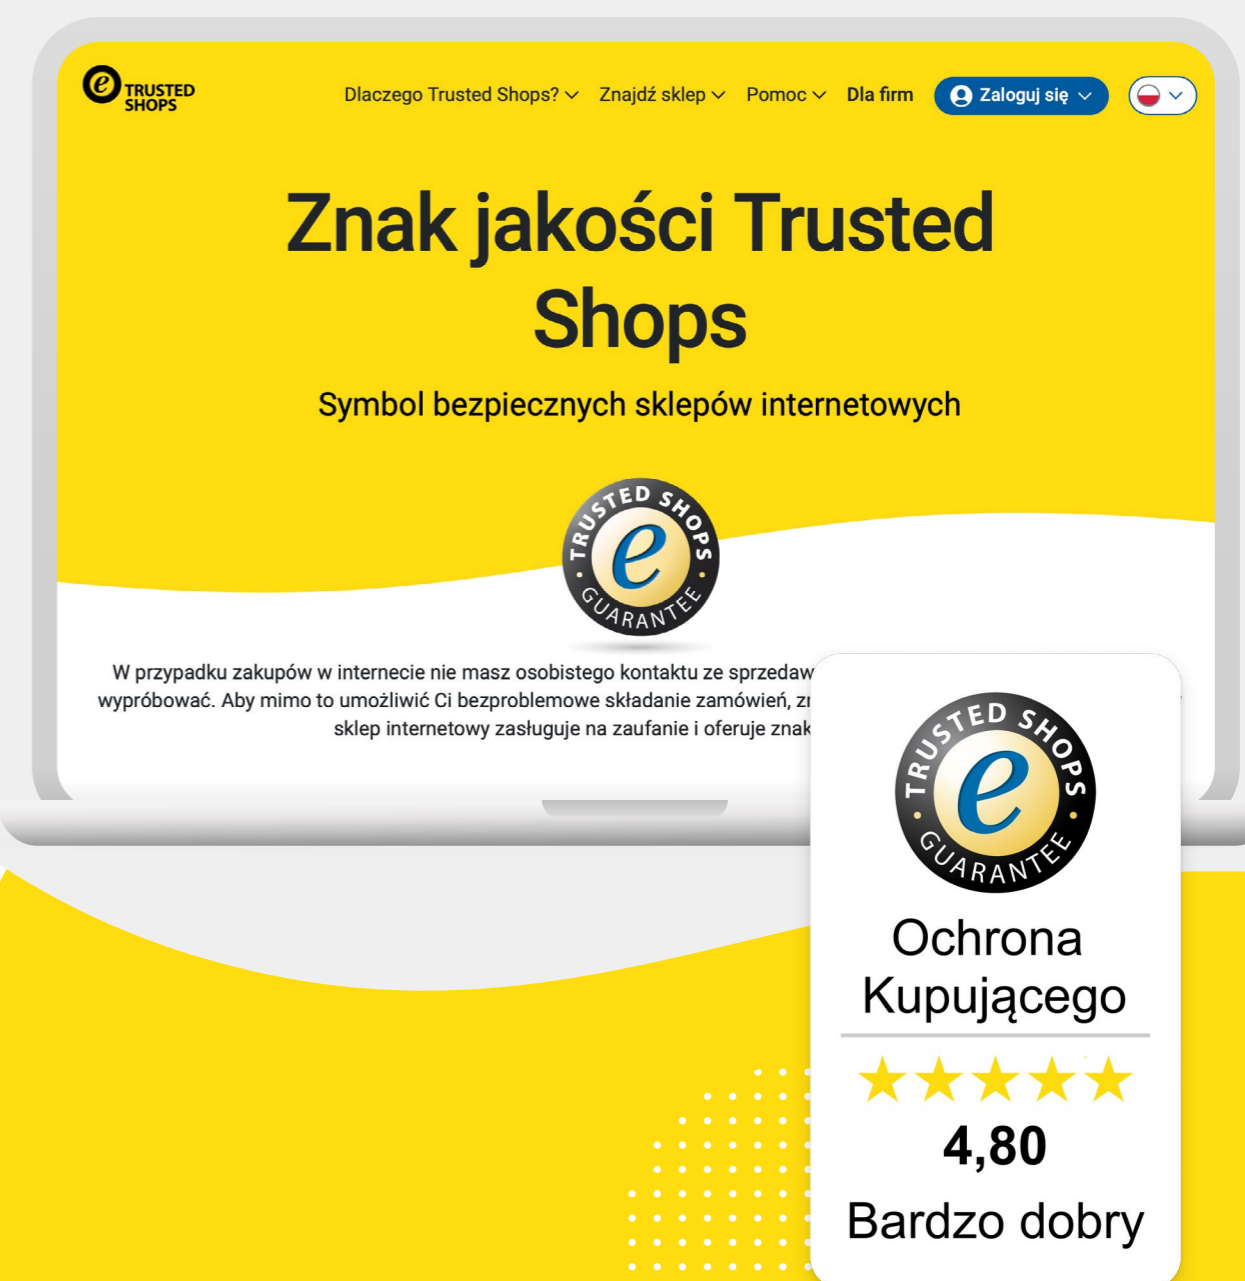 e TRUSTED
SHOPS
Dlaczego Trusted Shops? Znajdź sklep Pomoc Dla firm Zaloguj się
Znak jakości Trusted
Shops
Symbol bezpiecznych sklepów internetowych
TRUSTED SHOPS
e
GUARANTEE
W przypadku zakupów w internecie nie masz osobistego kontaktu ze
wypróbować. Aby mimo to umożliwić Ci bezproblemowe składanie zamówień,
sklep internetowy zasługuje na zaufanie i oferuje
TRUSTED SHOPS
e
GUARANTEE
Ochrona
Kupującego
4,80
Bardzo dobry